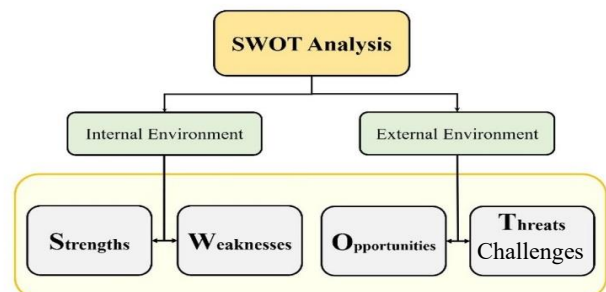 SWOT Analysis
Internal Environment
External Environment
Strengths
Weaknesses
Opportunities
Threats
Challenges